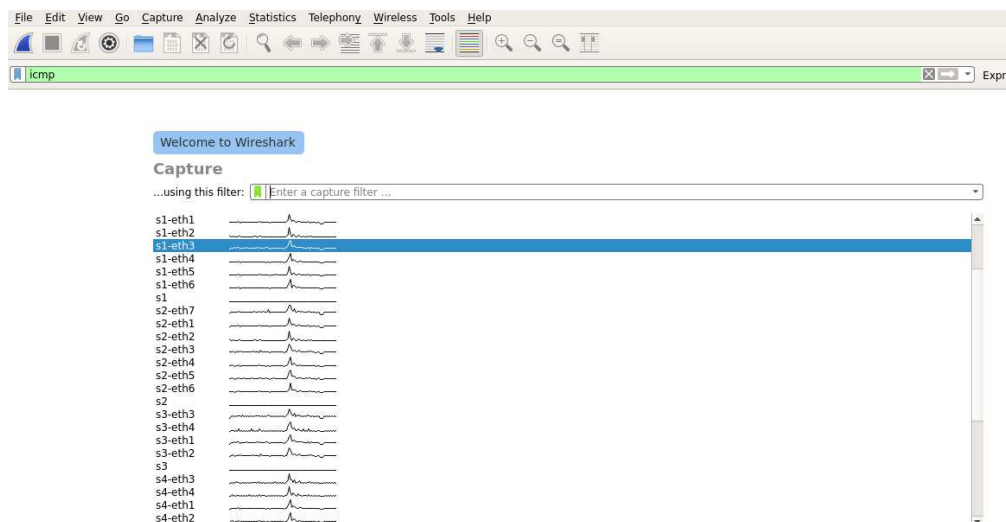 File Edit View Go Capture Analyze Statistics Telephony Wireless Tools Help
icmp
Expr
Welcome to Wireshark
Capture
...using this filter: Enter a capture filter ...
s1-eth1
s1-eth2
s1-eth3
s1-eth4
s1-eth5
s1-eth6
s1
s2-eth7
s2-eth1
s2-eth2
s2-eth3
s2-eth4
s2-eth5
s2-eth6
s2
s3-eth3
s3-eth4
s3-eth1
s3-eth2
s3
s4-eth3
s4-eth4
s4-eth1
s4-eth2